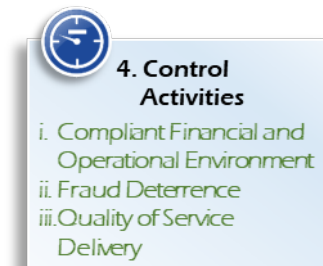 4. Control
Activities
i. Compliant Financial and
Operational Environment
ii. Fraud Deterrence
iii.Quality of Service
Delivery